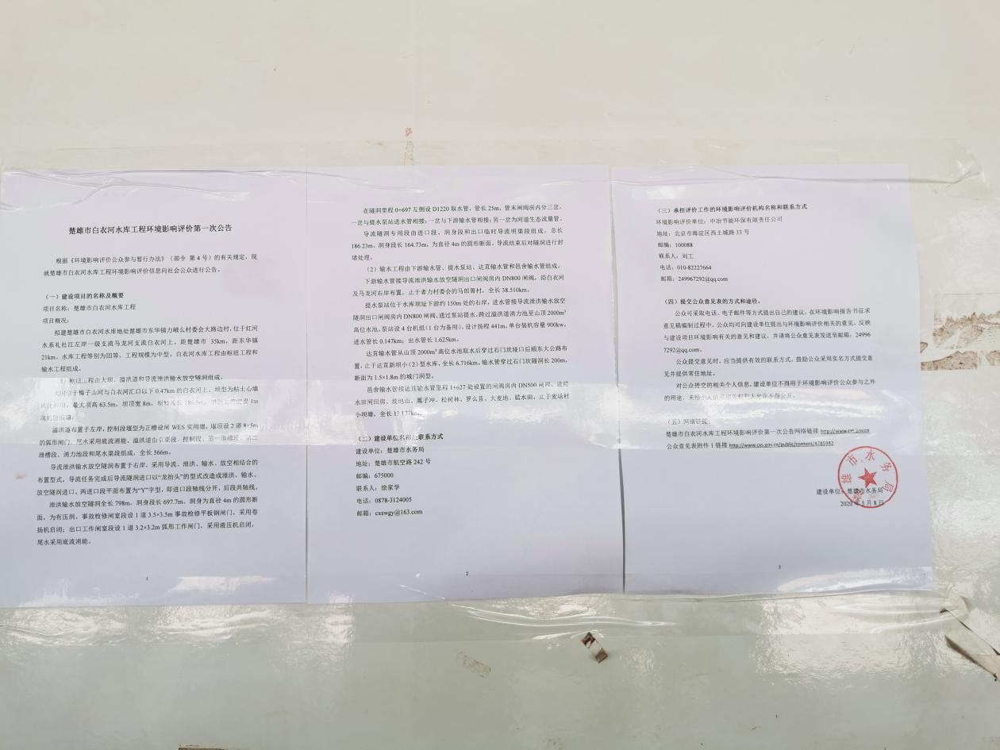 楚雄市白衣河水库工程环境影响评价第一次公告
根据《环境影响评价公众参与暂行办法》（部令 第4号）的有关规定，现
就楚雄市白衣河水库工程环境影响评价信息向社会公众进行公告。
（一）建设项目的名称及概要
项目名称：楚雄市白衣河水库工程
项目概况：
拟建楚雄市白衣河水库地处楚雄市东华镇力峨么村委会大路边村，位于红河
水系礼社江左岸一级支流马龙河支流白衣河上。距楚雄市 35km，距东华镇
21km。水库工程等别为Ⅲ等，工程规模为中型。白衣河水库工程由枢纽工程和
输水工程组成。
枢纽工程由大坝、溢洪道和导流泄洪输水放空隧洞组成。
位于梅子山河与白衣河汇口以下0.47km的白衣河上，坝型为粘土心墙
最大坝高63.5m，坝顶宽8m，
溢洪道布置于左岸，控制段堰型为正槽设闸WES实用堰，堰顶设2道8×5m
的弧形闸门，尾水采用底流消能。溢洪道由引渠段、控制段、第一泄槽段、第二
泄槽段、消力池段和尾水渠段组成，全长566m。
导流泄洪输水放空隧洞布置于右岸，采用导流、泄洪、输水、放空相结合的
布置型式，导流任务完成后导流隧洞进口以“龙抬头”的型式改造成泄洪、输水、
放空隧洞进口。两进口段平面布置为“Y”字型，即进口段轴线分开，后段共轴线。
泄洪输水放空隧洞全长798m，洞身段长697.7m，洞身为直径4m的圆形断
面，为有压洞。事故检修闸室段设1道3.5×3.5m事故检修平板钢闸门，采用卷
扬机启闭；出口工作闸室段设1道3.2×3.2m弧形工作闸门，采用液压机启闭，
尾水采用底流消能。
1
在隧洞里程0+697左侧设D1220取水管，管长25m，管末闸阀房内分三岔，
一岔与提水泵站进水管相接；一岔与下游输水管相接；另一岔为河道生态流量管。
导流隧洞专用段由进口段、洞身段和出口临时导流明渠段组成，总长
186.23m，洞身段长164.73m，为直径4m的圆形断面。导流结束后对隧洞进行封
堵处理。
（2）输水工程由下游输水管、提水泵站、达直输水管和邑舍输水管组成。
下游输水管接导流泄洪输水放空隧洞出口闸阀房内DN800闸阀，沿白衣河
及马龙河右岸布置，止于者力村委会的马郎箐村，全长38.510km。
提水泵站位于水库坝址下游约150m处的右岸，进水管接导流泄洪输水放空
隧洞出口闸阀房内DN800闸阀，通过泵站提水，跨过溢洪道消力池至山顶2000m³
高位水池。泵站设4台机组（1台为备用），设计扬程441m，单台装机容量900kw，
进水管长0.147km；出水管长1.625km。
达直输水管从山顶2000m³高位水池取水后穿过石门坎垭口后顺东大公路布
置，止于达直新坝小（2）型水库，全长6.716km，输水管穿过石门坎隧洞长200m，
断面为1.5×1.8m的城门洞型。
邑舍输水管接达直输水管里程1+627处设置的闸阀房内DN500闸阀，途经
水田河田房、坟地山、蒿子冲、松树林、罗么苴、大麦地、腊水田，止于麦场村
小坝塘，全长13.177km。
（二）建设单位名称及联系方式
建设单位：楚雄市水务局
地址：楚雄市航空路242号
邮编：675000
联系人：徐家学
电话：0878-3124005
邮箱：cxswgy@163.com
2
（三）承担评价工作的环境影响评价机构名称和联系方式
环境影响评价单位：中冶节能环保有限责任公司
地址：北京市海淀区西土城路33号
邮编：100088
联系人：刘工
电话：010-82227664
邮箱：249967292@qq.com
（四）提交公众意见表的方式和途径。
公众可采取电话、电子邮件等方式提出自己的建议，在环境影响报告书征求
意见稿编制过程中，公众均可向建设单位提出与环境影响评价相关的意见，反映
与建设项目环境影响有关的意见和建议，并请将公众意见表发送至邮箱：24996
7292@qq.com。
公众提交意见时，应当提供有效的联系方式，鼓励公众采用实名方式提交意
见并提供常住地址。
对公众提交的相关个人信息，建设单位不得用于环境影响评价公众参与之外
的用途，未经个人信息相关权利人允许不得公开。
（五）网络链接：
楚雄市白衣河水库工程环境影响评价第一次公告网络链接 http://www.cxs.gov.cn
公众意见表附件1链接 http://www.cxs.gov.cn/public/content/4785982
建设单位：楚雄市水务局
2020年5月8日
3